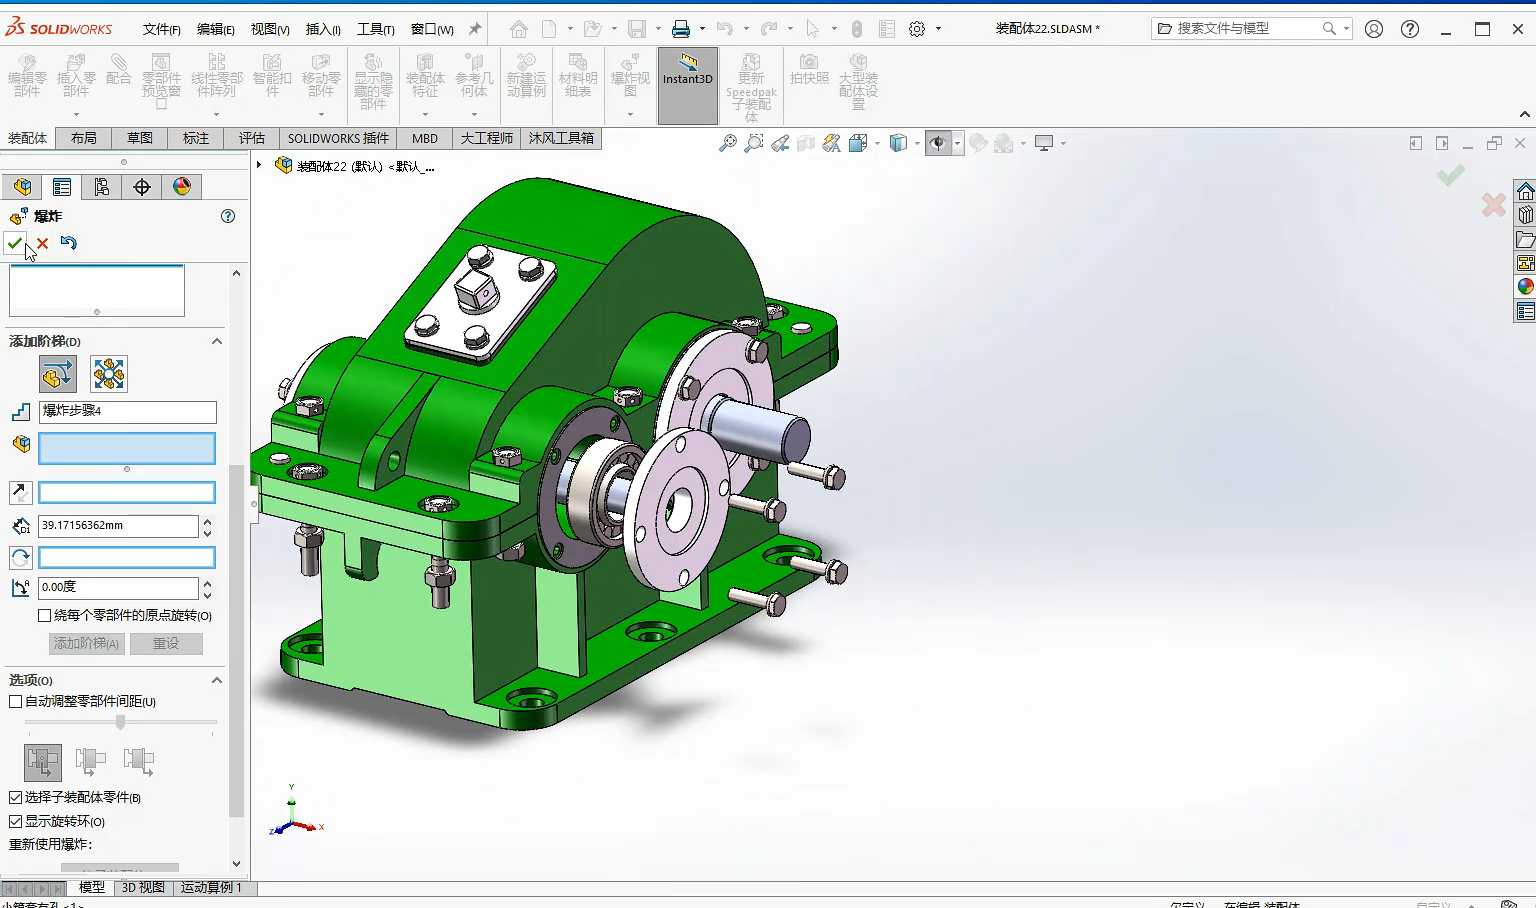 SOLIDWORKS 文件(F) 编辑(E) 视图(V) 插入(I) 工具(T) 窗口(W) 装配体22.SLDASM * 搜索文件与模型
编辑零部件 插入零部件 配合 零部件预览窗口 线性零部件阵列 智能扣件 移动零部件 显示隐藏的零部件 装配体特征 参考几何体 新建运动算例 材料明细表 爆炸视图 Instant3D 更新Speedpak子装配体 拍快照 大型装配体设置
装配体 布局 草图 标注 评估 SOLIDWORKS 插件 MBD 大工程师 沐风工具箱
装配体22 (默认) <默认_...
爆炸
添加阶梯(D)
爆炸步骤4
39.17156362mm
0.00度
绕每个零部件的原点旋转(O)
添加阶梯(A) 重设
选项(O)
自动调整零部件间距(U)
选择子装配体零件(B)
显示旋转环(O)
重新使用爆炸:
Y
Z X
模型 3D 视图 运动算例 1